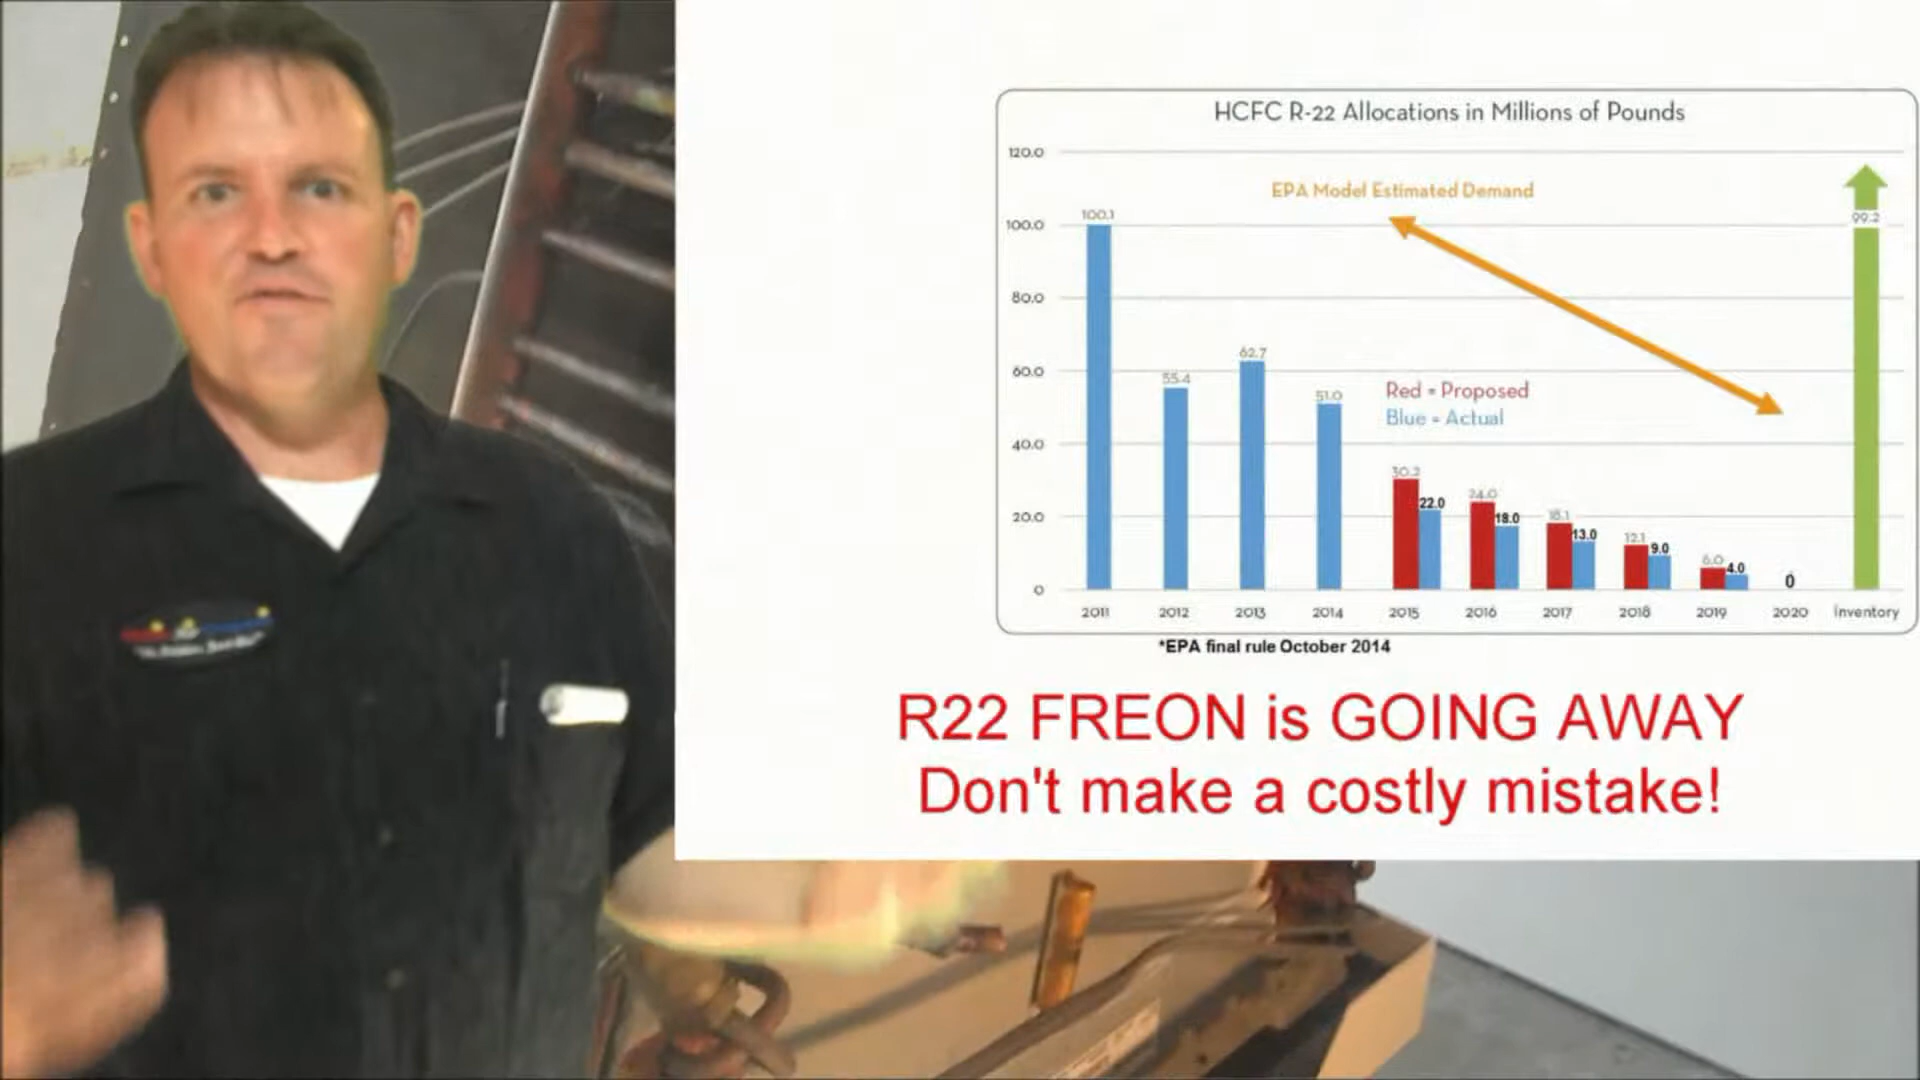 HCFC R-22 Allocations in Millions of Pounds
120.0
EPA Model Estimated Demand
100.1
99.2
100.0
80.0
62.7
60.0
55.4
51.0
Red = Proposed
Blue = Actual
40.0
30.2
22.0
24.0
18.0
18.1
13.0
12.1
9.0
6.0
4.0
0
20.0
0
2011 2012 2013 2014 2015 2016 2017 2018 2019 2020 Inventory
*EPA final rule October 2014
R22 FREON is GOING AWAY
Don't make a costly mistake!